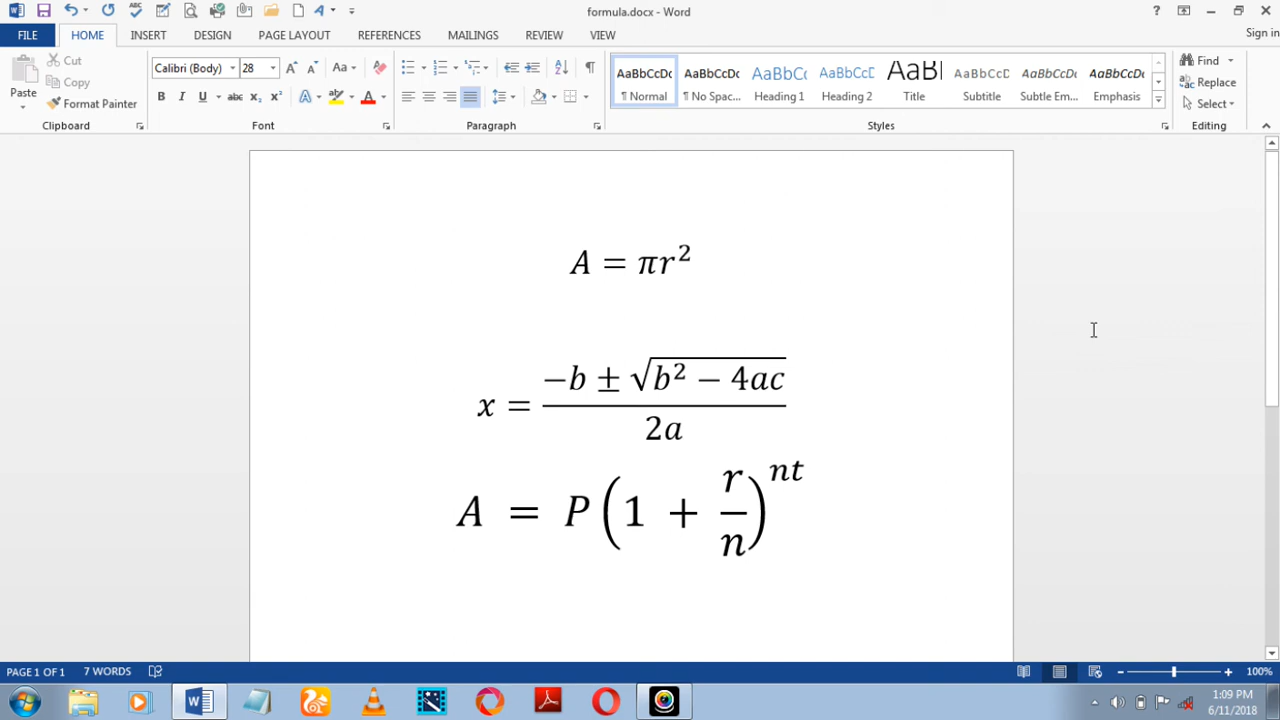 formula.docx - Word
?
FILE HOME INSERT DESIGN PAGE LAYOUT REFERENCES MAILINGS REVIEW VIEW Sign in
Paste
Cut
Copy
Format Painter
Clipboard
Calibri (Body) 28
Font
Paragraph
AaBbCcDc AaBbCcDc AaBbCc AaBbCcD AaBl AaBbCcD AaBbCcDc AaBbCcDc
¶ Normal ¶ No Spac... Heading 1 Heading 2 Title Subtitle Subtle Em... Emphasis
Styles
Find
Replace
Select
Editing
A = πr²
x = (−b ± √(b² − 4ac)) / 2a
A = P(1 + r/n)^nt
PAGE 1 OF 1 7 WORDS 100%
1:09 PM
6/11/2018